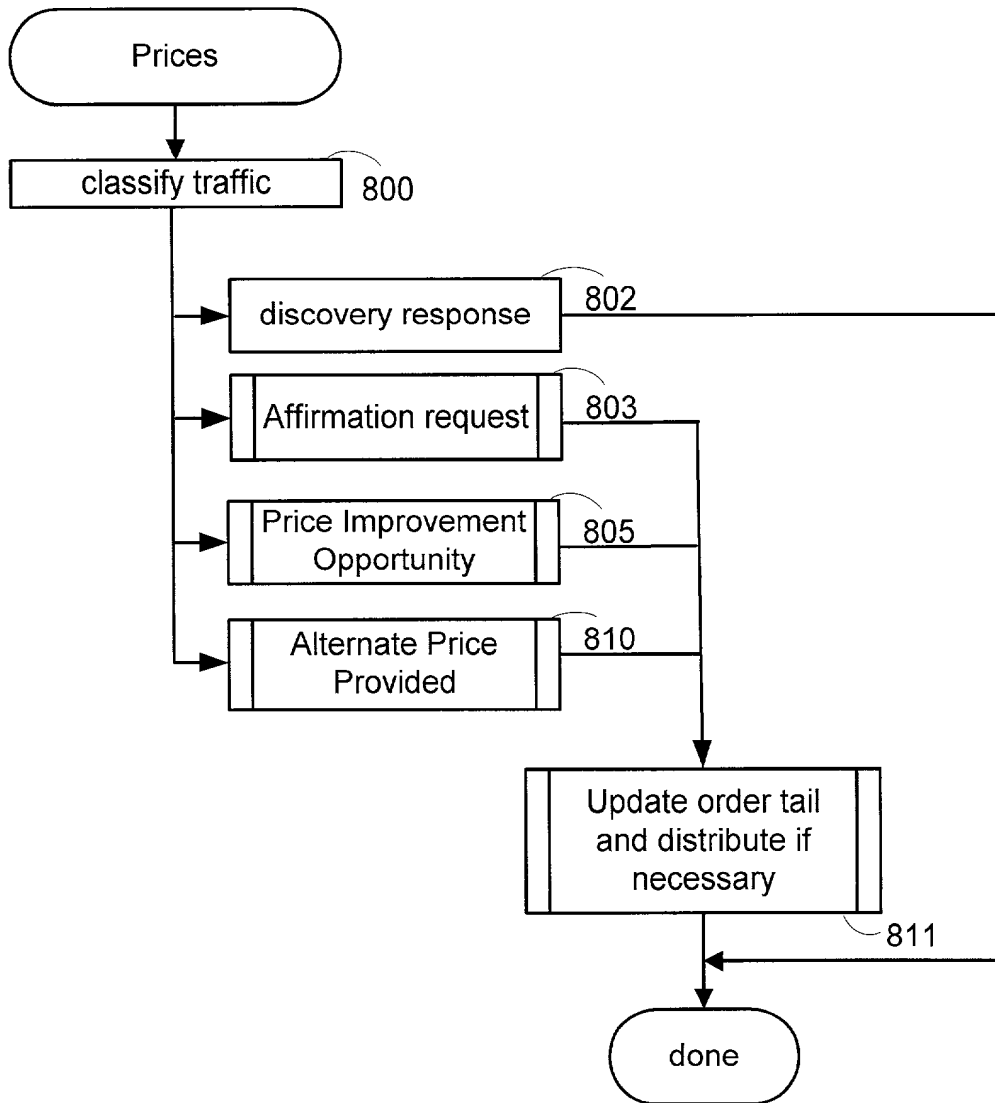 Prices
classify traffic
800
discovery response
802
Affirmation request
803
Price Improvement
Opportunity
805
Alternate Price
Provided
810
Update order tail
and distribute if
necessary
811
done